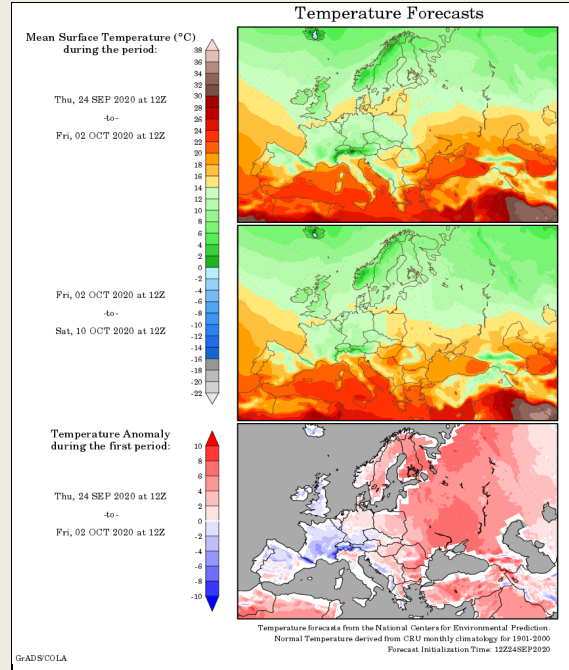 Temperature Forecasts
Mean Surface Temperature (°C)
during the period:
Thu, 24 SEP 2020 at 12Z
-to-
Fri, 02 OCT 2020 at 12Z
38
36
34
32
30
28
26
24
22
20
18
16
14
12
10
8
6
4
2
0
-2
-4
-6
-8
-10
-12
-14
-16
-18
-20
-22
Fri, 02 OCT 2020 at 12Z
-to-
Sat, 10 OCT 2020 at 12Z
Temperature Anomaly
during the first period:
Thu, 24 SEP 2020 at 12Z
-to-
Fri, 02 OCT 2020 at 12Z
10
8
6
4
2
0
-2
-4
-6
-8
-10
Temperature forecasts from the National Centers for Environmental Prediction.
Normal Temperature derived from CRU monthly climatology for 1901-2000
Forecast Initialization Time: 12Z24SEP2020
GrADS/COLA